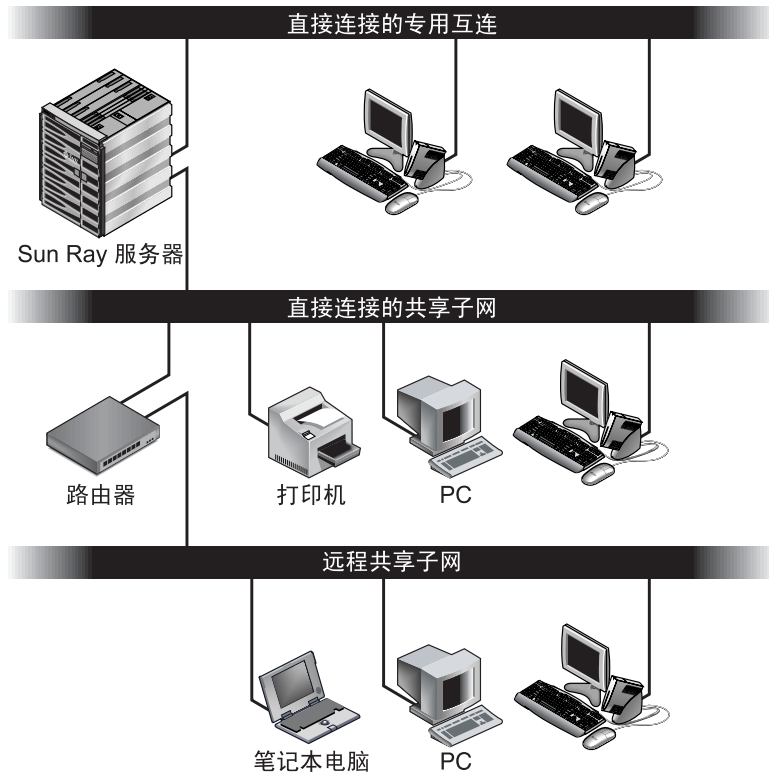 直接连接的专用互连
Sun Ray 服务器
直接连接的共享子网
路由器
打印机
PC
远程共享子网
笔记本电脑
PC